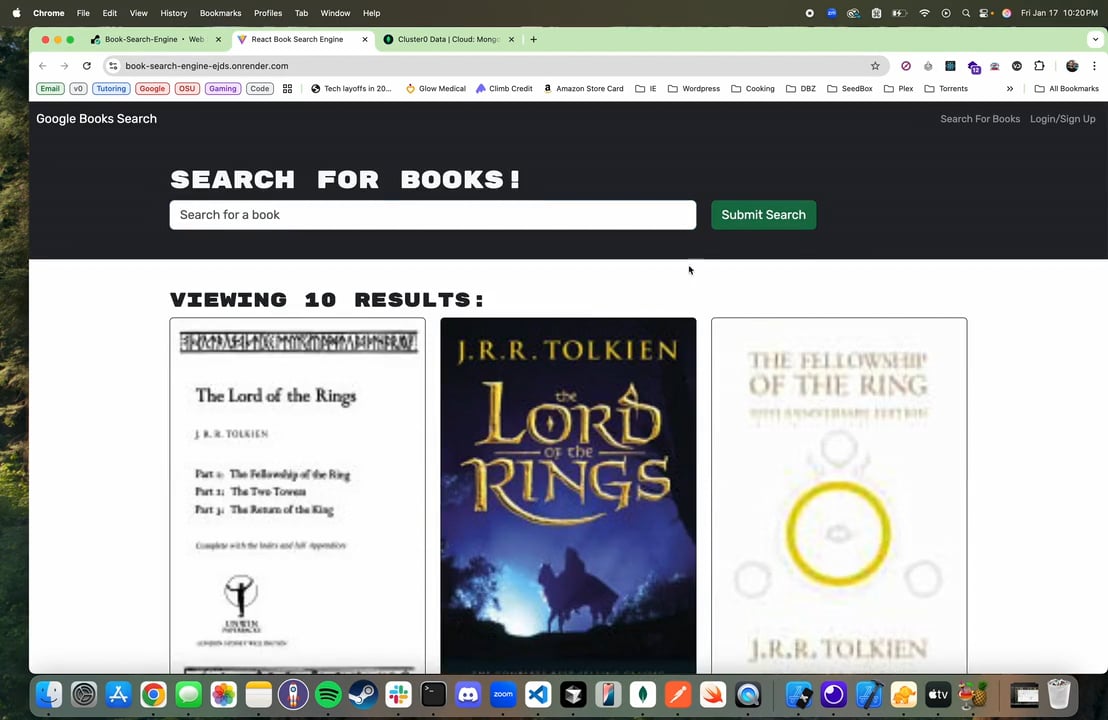 Chrome File Edit View History Bookmarks Profiles Tab Window Help
Fri Jan 17 10:20 PM
Book-Search-Engine • Web
React Book Search Engine
Cluster0 Data | Cloud: Mong
book-search-engine-ejds.onrender.com
Email v0 Tutoring Google OSU Gaming Code Tech layoffs in 20... Glow Medical Climb Credit Amazon Store Card IE Wordpress Cooking DBZ SeedBox Plex Torrents » All Bookmarks
12
Google Books Search
Search For Books Login/Sign Up
SEARCH FOR BOOKS!
Search for a book
Submit Search
VIEWING 10 RESULTS:
The Lord of the Rings
J. R. R. TOLKIEN
Part 1: The Fellowship of the Ring
Part 2: The Two Towers
Part 3: The Return of the King
Complete with the Index and full Appendices
UNWIN
PAPERBACKS
J.R.R. TOLKIEN
the
LORD
OF the
RINGS
THE FELLOWSHIP
OF THE RING
J.R.R. TOLKIEN
zoom
tv